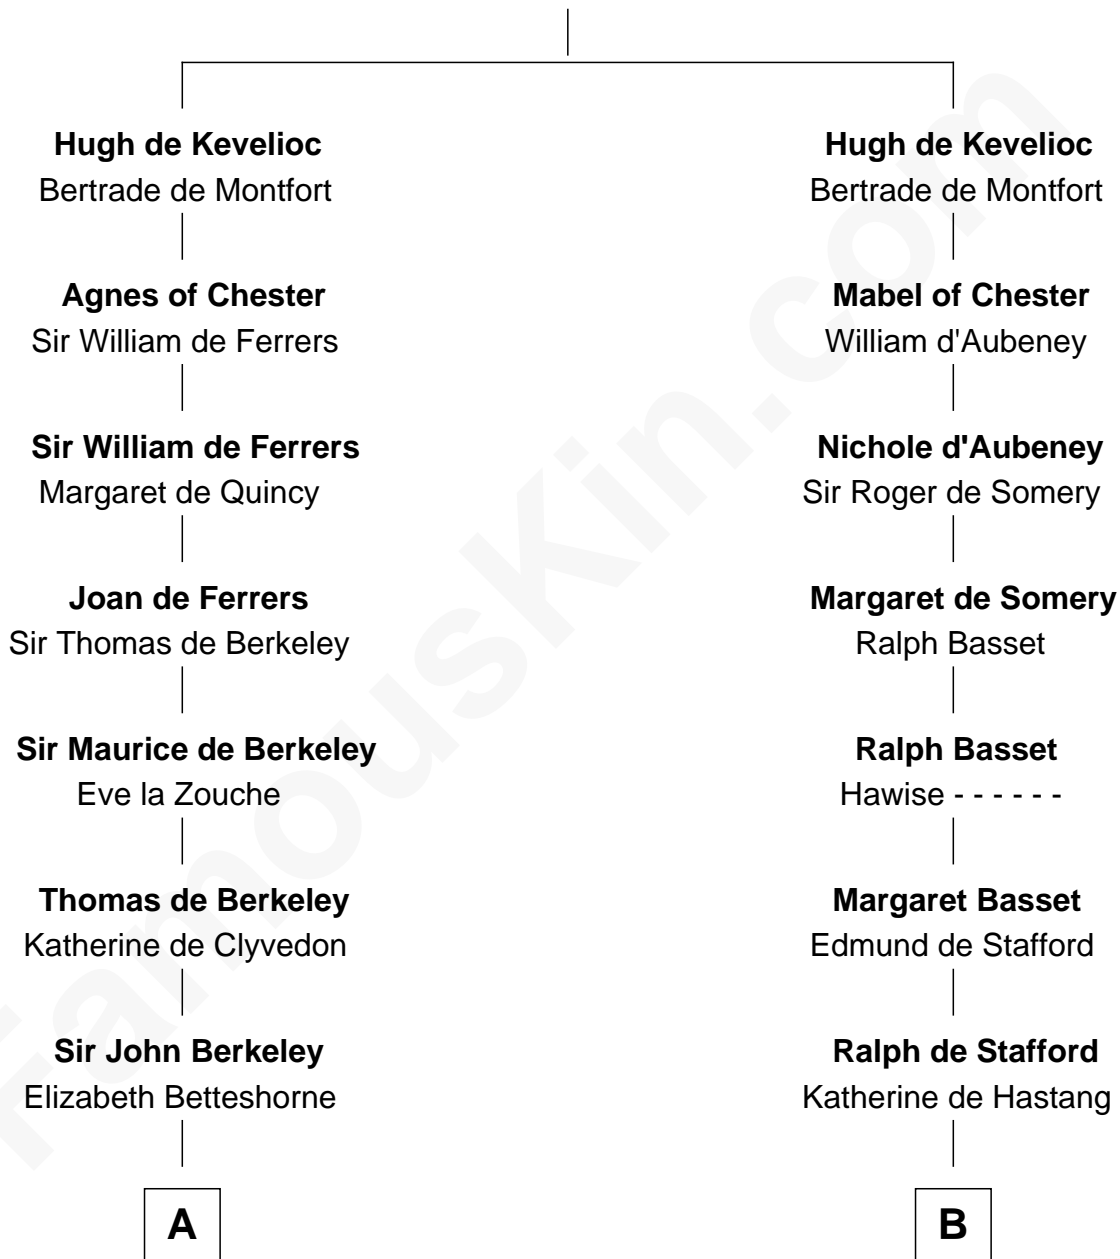 Hugh de Kevelioc
Bertrade de Montfort
Agnes of Chester
Sir William de Ferrers
Sir William de Ferrers
Margaret de Quincy
Joan de Ferrers
Sir Thomas de Berkeley
Sir Maurice de Berkeley
Eve la Zouche
Thomas de Berkeley
Katherine de Clyvedon
Sir John Berkeley
Elizabeth Betteshorne
A
Hugh de Kevelioc
Bertrade de Montfort
Mabel of Chester
William d'Aubeney
Nichole d'Aubeney
Sir Roger de Somery
Margaret de Somery
Ralph Basset
Ralph Basset
Hawise - - - - - -
Margaret Basset
Edmund de Stafford
Ralph de Stafford
Katherine de Hastang
B
FamousKin.com